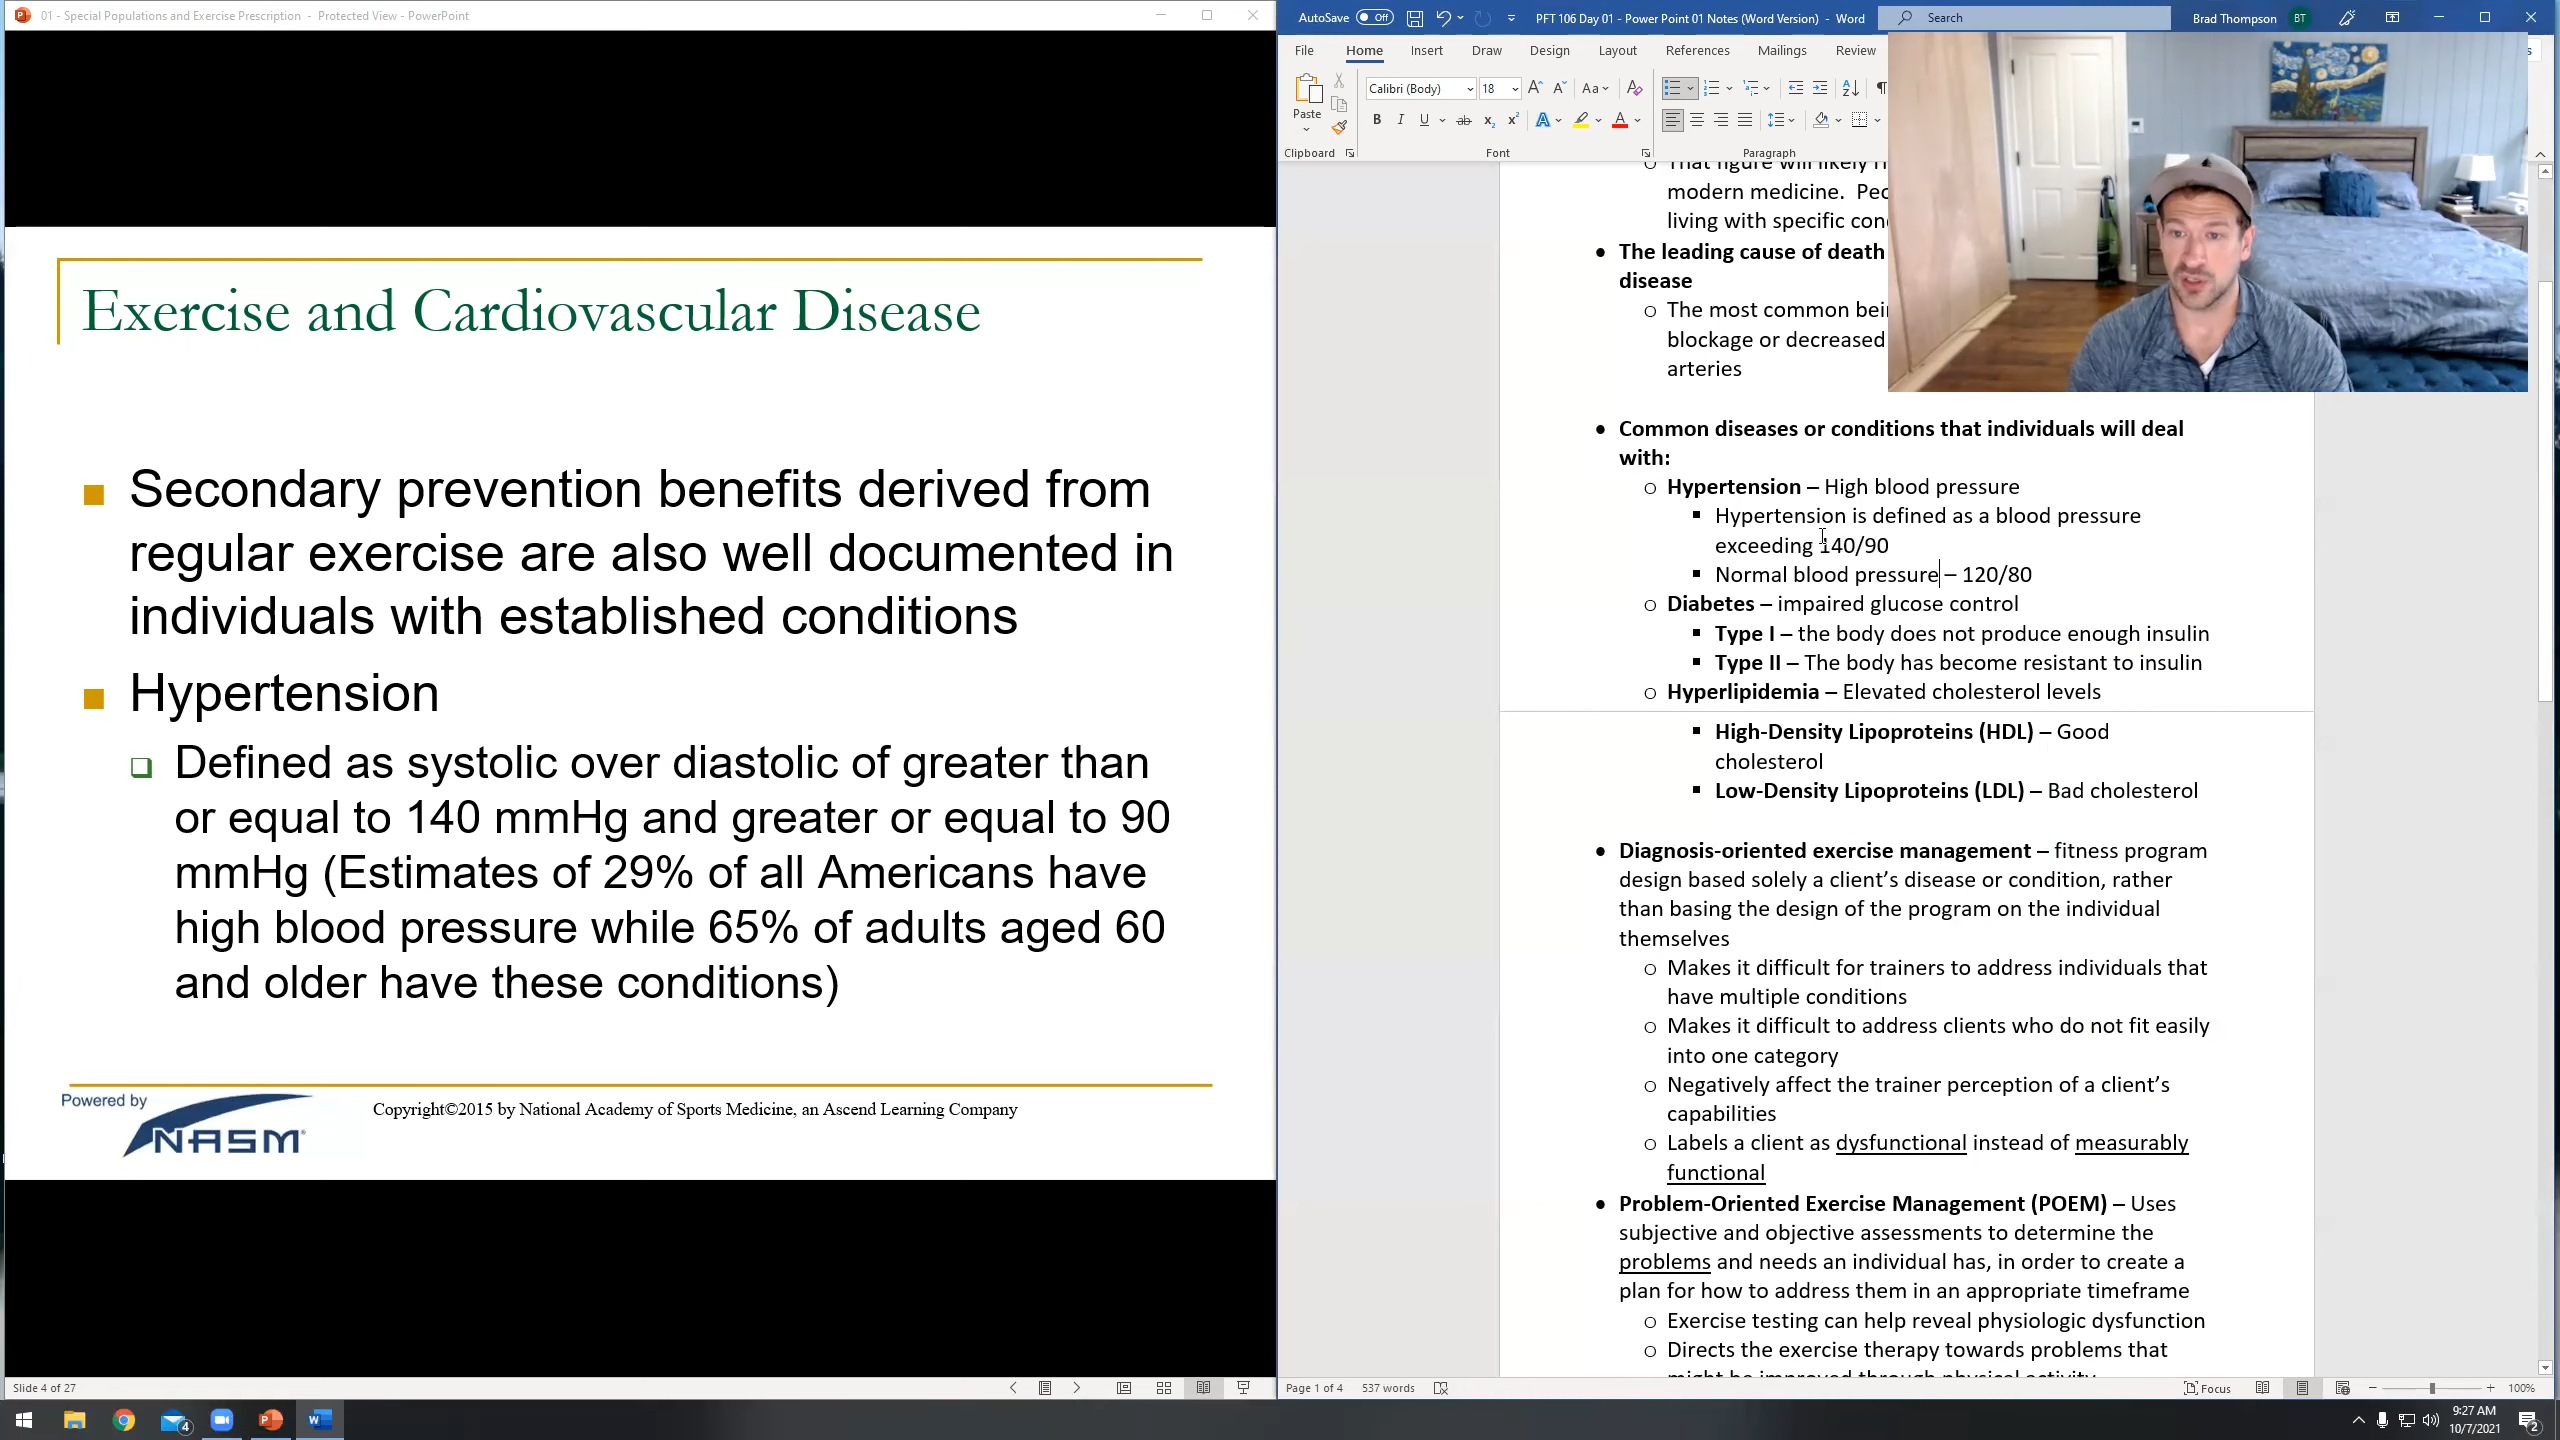 01 - Special Populations and Exercise Prescription - Protected View - PowerPoint
Exercise and Cardiovascular Disease
Secondary prevention benefits derived from
regular exercise are also well documented in
individuals with established conditions
Hypertension
Defined as systolic over diastolic of greater than
or equal to 140 mmHg and greater or equal to 90
mmHg (Estimates of 29% of all Americans have
high blood pressure while 65% of adults aged 60
and older have these conditions)
Powered by
NASM
Copyright©2015 by National Academy of Sports Medicine, an Ascend Learning Company
Slide 4 of 27
AutoSave Off
PFT 106 Day 01 - Power Point 01 Notes (Word Version) - Word
Search
Brad Thompson BT
File Home Insert Draw Design Layout References Mailings Review
Paste
Calibri (Body) 18
Clipboard Font Paragraph
modern medicine.
living with specific
The leading cause of death
disease
The most common
blockage or decreased
arteries
Common diseases or conditions that individuals will deal
with:
Hypertension – High blood pressure
Hypertension is defined as a blood pressure
exceeding 140/90
Normal blood pressure – 120/80
Diabetes – impaired glucose control
Type I – the body does not produce enough insulin
Type II – The body has become resistant to insulin
Hyperlipidemia – Elevated cholesterol levels
High-Density Lipoproteins (HDL) – Good
cholesterol
Low-Density Lipoproteins (LDL) – Bad cholesterol
Diagnosis-oriented exercise management – fitness program
design based solely a client’s disease or condition, rather
than basing the design of the program on the individual
themselves
Makes it difficult for trainers to address individuals that
have multiple conditions
Makes it difficult to address clients who do not fit easily
into one category
Negatively affect the trainer perception of a client’s
capabilities
Labels a client as dysfunctional instead of measurably
functional
Problem-Oriented Exercise Management (POEM) – Uses
subjective and objective assessments to determine the
problems and needs an individual has, in order to create a
plan for how to address them in an appropriate timeframe
Exercise testing can help reveal physiologic dysfunction
Directs the exercise therapy towards problems that
might be improved through physical activity
Page 1 of 4 537 words
Focus
100%
9:27 AM
10/7/2021